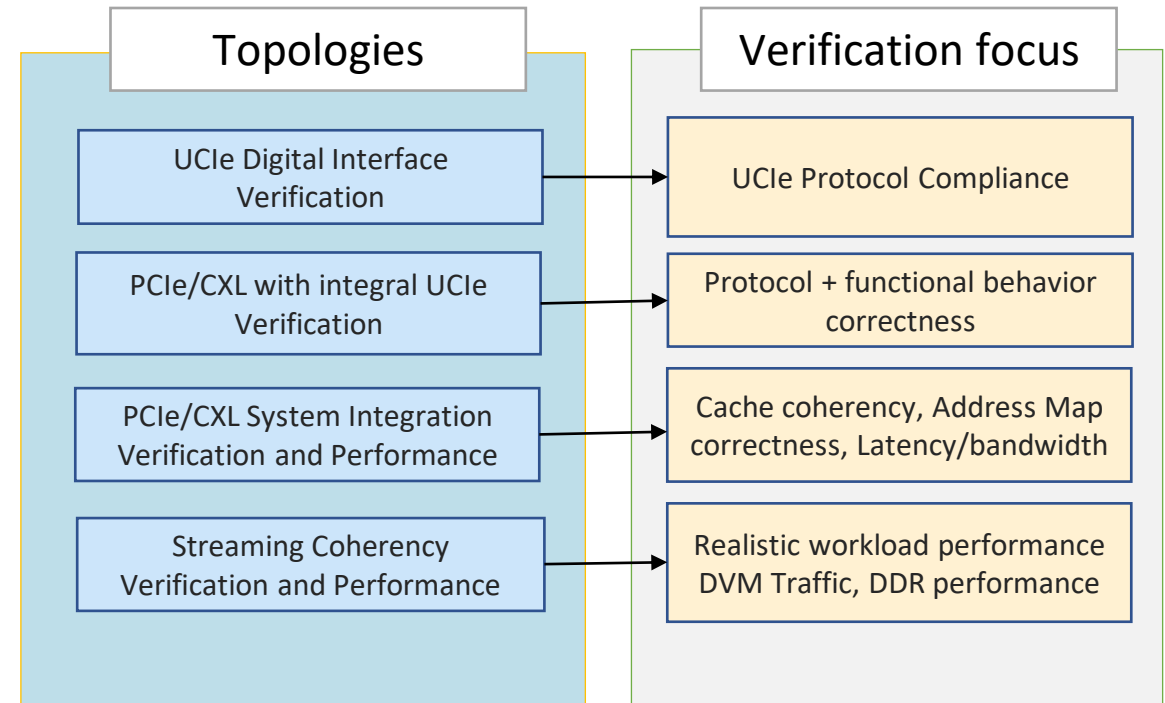 Topologies
Verification focus
UCIe Digital Interface
Verification
UCIe Protocol Compliance
PCIe/CXL with integral UCIe
Verification
Protocol + functional behavior
correctness
PCIe/CXL System Integration
Verification and Performance
Cache coherency, Address Map
correctness, Latency/bandwidth
Streaming Coherency
Verification and Performance
Realistic workload performance
DVM Traffic, DDR performance